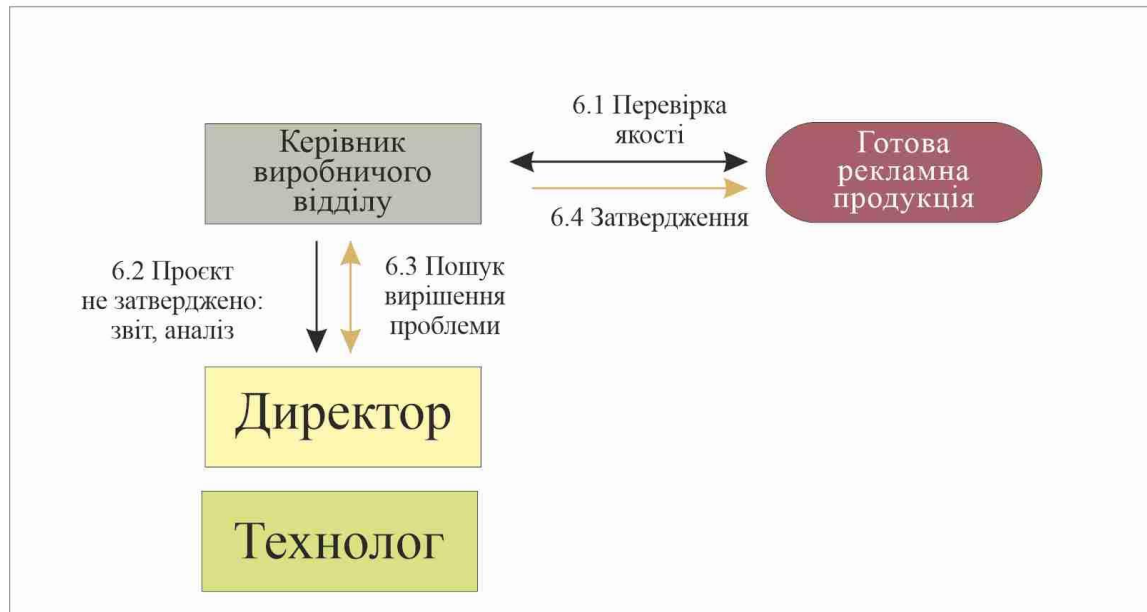 6.1 Перевірка
якості
Керівник
виробничого
відділу
Готова
рекламна
продукція
6.4 Затвердження
6.2 Проєкт
не затверджено:
звіт, аналіз
6.3 Пошук
вирішення
проблеми
Директор
Технолог